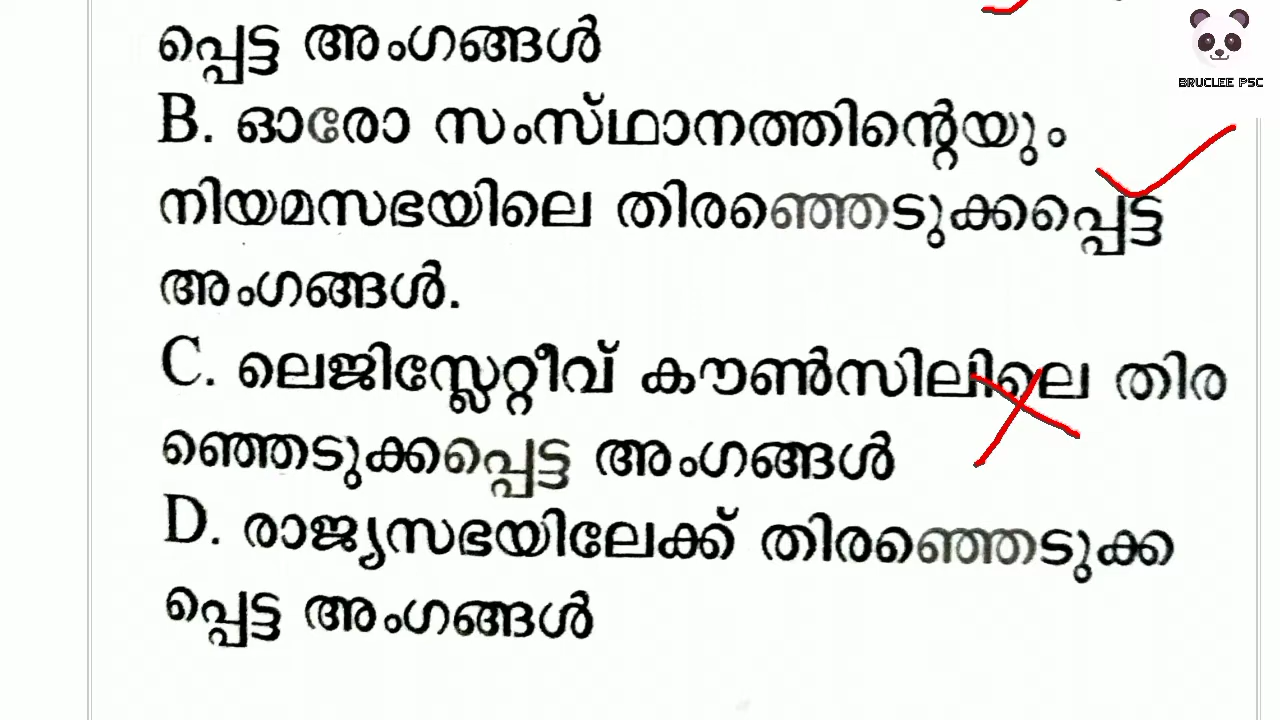 പ്പെട്ട അംഗങ്ങൾ
BRUCLEE PSC
B. ഓരോ സംസ്ഥാനത്തിന്റെയും
നിയമസഭയിലെ തിരഞ്ഞെടുക്കപ്പെട്ട
അംഗങ്ങൾ.
C. ലെജിസ്ലേറ്റീവ് കൗൺസിലിലെ തിര
ഞ്ഞെടുക്കപ്പെട്ട അംഗങ്ങൾ
D. രാജ്യസഭയിലേക്ക് തിരഞ്ഞെടുക്ക
പ്പെട്ട അംഗങ്ങൾ